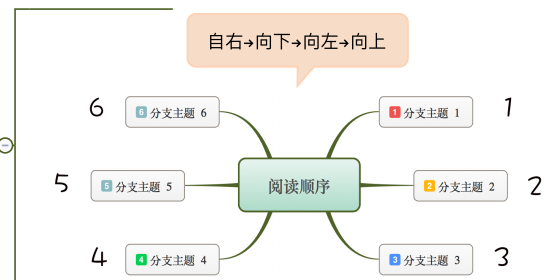 自右→向下→向左→向上
阅读顺序
1 分支主题 1
1
2 分支主题 2
2
3 分支主题 3
3
4 分支主题 4
4
5 分支主题 5
5
6 分支主题 6
6